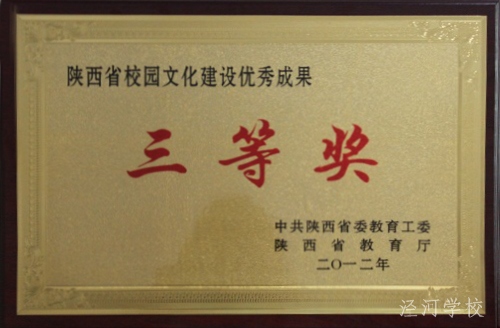 陕西省校园文化建设优秀成果
三等奖
中共陕西省委教育工委
陕西省教育厅
二〇一二年
泾河学校